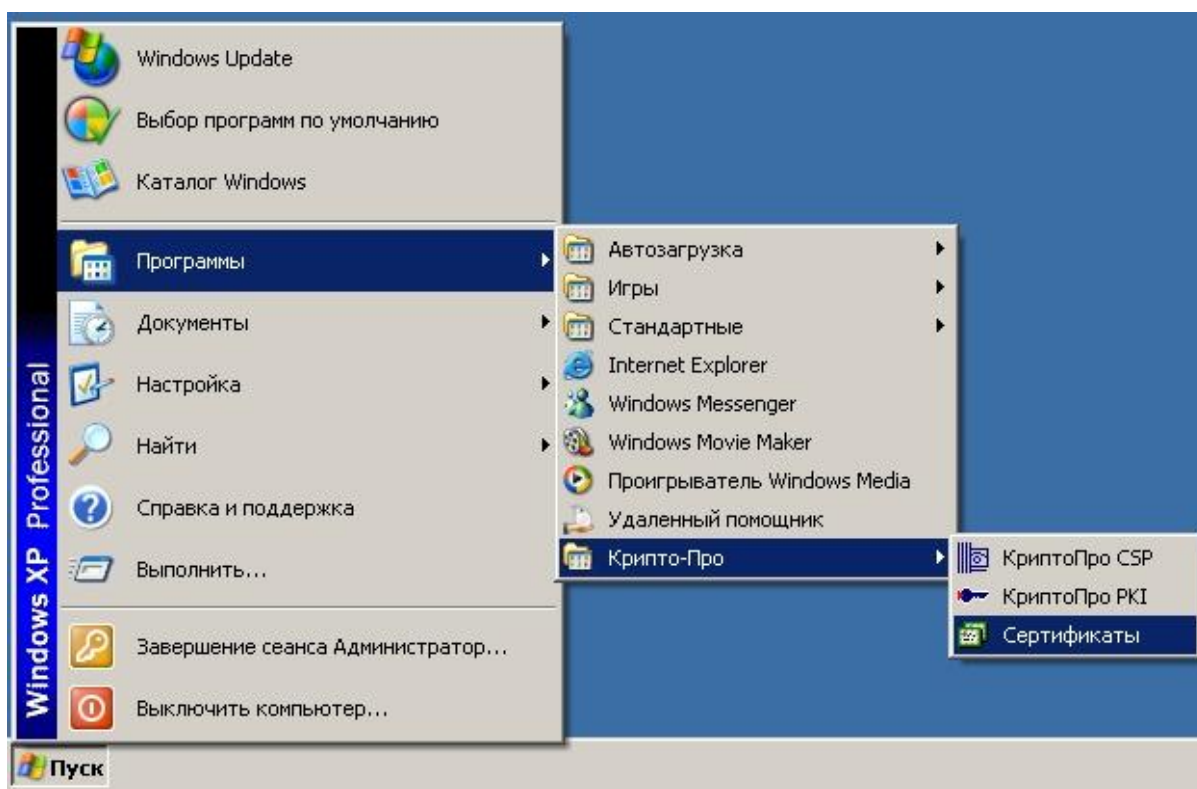 Windows XP Professional
Windows Update
Выбор программ по умолчанию
Каталог Windows
Программы
Документы
Настройка
Найти
Справка и поддержка
Выполнить...
Завершение сеанса Администратор...
Выключить компьютер...
Автозагрузка
Игры
Стандартные
Internet Explorer
Windows Messenger
Windows Movie Maker
Проигрыватель Windows Media
Удаленный помощник
Крипто-Про
КриптоПро CSP
КриптоПро PKI
Сертификаты
Пуск